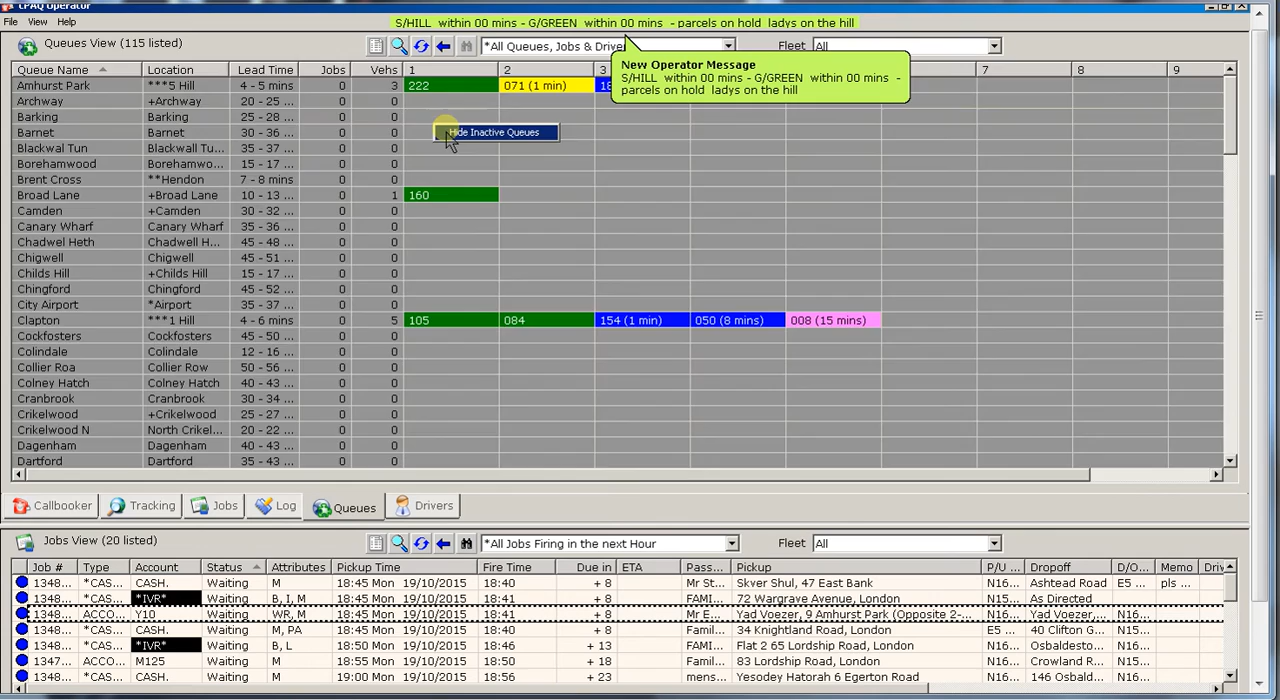 cPAQ Operator
File View Help
S/HILL within 00 mins - G/GREEN within 00 mins - parcels on hold ladys on the hill
Queues View (115 listed) *All Queues, Jobs & Drive Fleet All
New Operator Message
S/HILL within 00 mins - G/GREEN within 00 mins -
parcels on hold ladys on the hill
Queue Name Location Lead Time Jobs Vehs 1 2 3 7 8 9
Amhurst Park ***5 Hill 4 - 5 mins 0 3 222 071 (1 min) 18
Archway +Archway 20 - 25 ... 0 0
Barking Barking 25 - 28 ... 0 0
Barnet Barnet 30 - 36 ... 0 0 Hide Inactive Queues
Blackwal Tun Blackwall Tu... 35 - 37 ... 0 0
Borehamwood Borehamwo... 15 - 17 ... 0 0
Brent Cross **Hendon 7 - 8 mins 0 0
Broad Lane +Broad Lane 10 - 13 ... 0 1 160
Camden +Camden 30 - 32 ... 0 0
Canary Wharf Canary Wharf 35 - 36 ... 0 0
Chadwel Heth Chadwell H... 45 - 48 ... 0 0
Chigwell Chigwell 45 - 51 ... 0 0
Childs Hill +Childs Hill 15 - 17 ... 0 0
Chingford Chingford 45 - 52 ... 0 0
City Airport *Airport 35 - 37 ... 0 0
Clapton ***1 Hill 4 - 6 mins 0 5 105 084 154 (1 min) 050 (8 mins) 008 (15 mins)
Cockfosters Cockfosters 45 - 50 ... 0 0
Colindale Colindale 12 - 16 ... 0 0
Collier Roa Collier Row 50 - 56 ... 0 0
Colney Hatch Colney Hatch 40 - 43 ... 0 0
Cranbrook Cranbrook 30 - 34 ... 0 0
Crikelwood +Crikelwood 25 - 27 ... 0 0
Crikelwood N North Crikel... 20 - 22 ... 0 0
Dagenham Dagenham 40 - 43 ... 0 0
Dartford Dartford 35 - 43 ... 0 0
Callbooker Tracking Jobs Log Queues Drivers
Jobs View (20 listed) *All Jobs Firing in the next Hour Fleet All
Job # Type Account Status Attributes Pickup Time Fire Time Due in ETA Pass... Pickup P/U ... Dropoff D/O... Memo Driv
1348... *CAS... CASH. Waiting M 18:45 Mon 19/10/2015 18:40 + 8 Mr St... Skver Shul, 47 East Bank N16... Ashtead Road E5 ... pls ...
1348... *CAS... *IVR* Waiting B, I, M 18:45 Mon 19/10/2015 18:41 + 8 FAMI... 72 Wargrave Avenue, London N15... As Directed
1348... ACCO... Y10 Waiting WR, M 18:45 Mon 19/10/2015 18:41 + 8 Mr E... Yad Voezer, 9 Amhurst Park (Opposite 2-... N16... Yad Voezer,... N16...
1348... *CAS... CASH. Waiting M, PA 18:45 Mon 19/10/2015 18:40 + 8 Famil... 34 Knightland Road, London E5 ... 40 Clifton G... N15...
1348... *CAS... *IVR* Waiting B, L 18:50 Mon 19/10/2015 18:46 + 13 FAMI... Flat 2 65 Lordship Road, London N16... Osbaldesto... N16...
1347... ACCO... M125 Waiting 18:55 Mon 19/10/2015 18:50 + 18 Famil... 83 Lordship Road, London N16... Crowland R... N15...
1348... *CAS... CASH. Waiting M 19:00 Mon 19/10/2015 18:56 + 23 mens... Yesodey Hatorah 6 Egerton Road N16... 146 Osbald... N16...